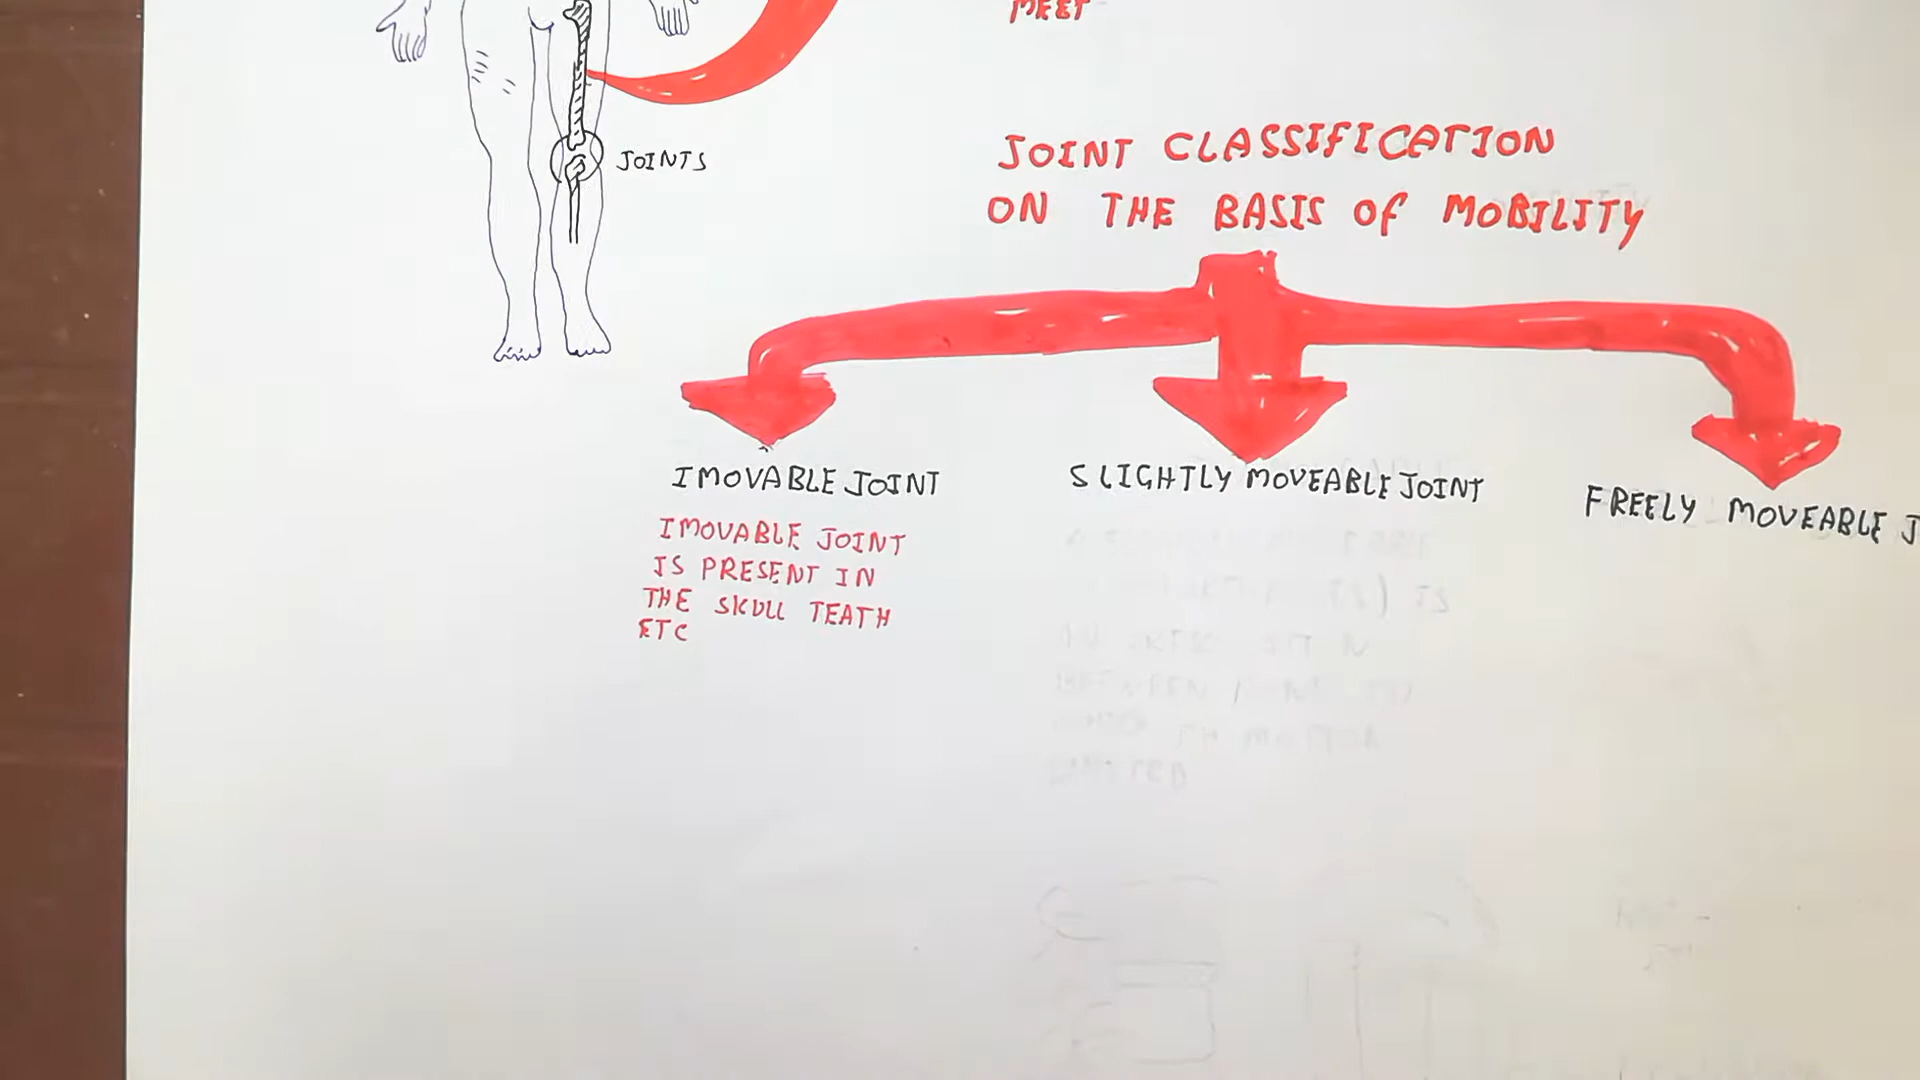 MEET
JOINTS
JOINT CLASSIFICATION
ON THE BASIS Of MOBILITY
IMOVABLE JOINT
SLIGHTLY MOVEABLE JOINT
FREELY MOVEABLE J
IMOVABLE JOINT
IS PRESENT IN
THE SKULL TEATH
ETC